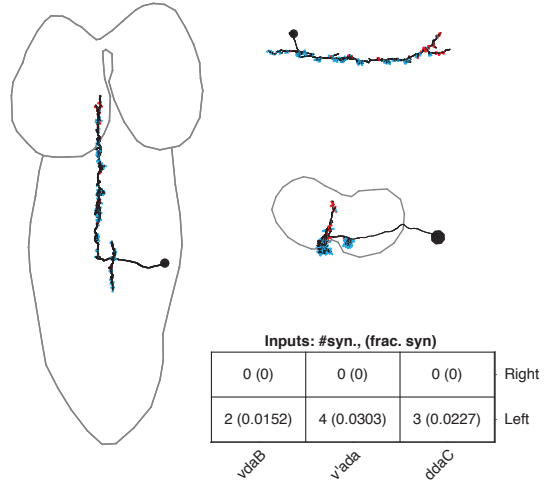 Inputs: #syn., (frac. syn)
0 (0) 0 (0) 0 (0) Right
2 (0.0152) 4 (0.0303) 3 (0.0227) Left
vdaB v'ada ddaC